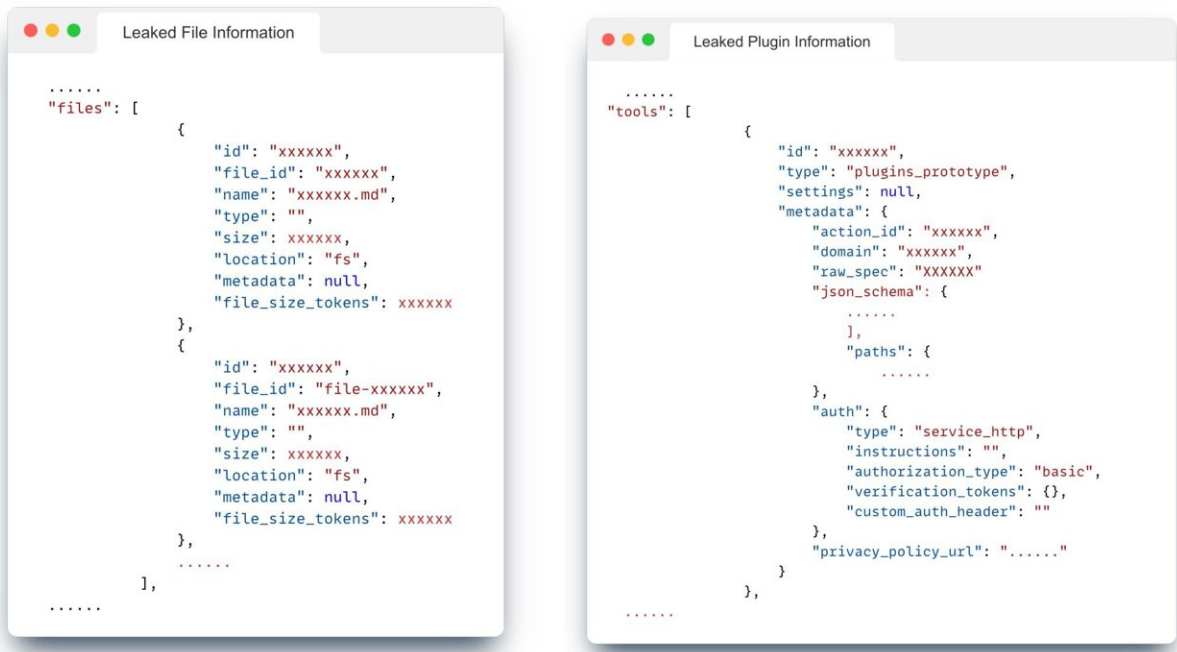 Leaked File Information
......
"files": [
{
"id": "xxxxxx",
"file_id": "xxxxxx",
"name": "xxxxxx.md",
"type": "",
"size": xxxxxx,
"location": "fs",
"metadata": null,
"file_size_tokens": xxxxxx
},
{
"id": "xxxxxx",
"file_id": "file-xxxxxx",
"name": "xxxxxx.md",
"type": "",
"size": xxxxxx,
"location": "fs",
"metadata": null,
"file_size_tokens": xxxxxx
},
......
],
......
Leaked Plugin Information
......
"tools": [
{
"id": "xxxxxx",
"type": "plugins_prototype",
"settings": null,
"metadata": {
"action_id": "xxxxxx",
"domain": "xxxxxx",
"raw_spec": "XXXXXX"
"json_schema": {
......
],
"paths": {
......
},
"auth": {
"type": "service_http",
"instructions": "",
"authorization_type": "basic",
"verification_tokens": {},
"custom_auth_header": ""
},
"privacy_policy_url": "......"
}
},
......